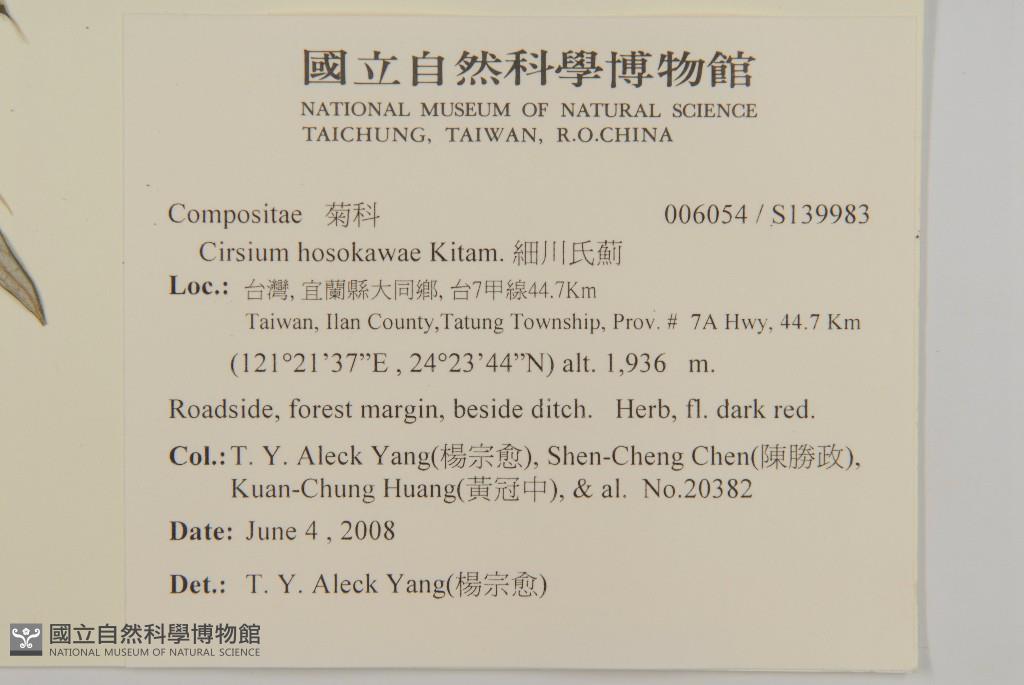 國立自然科學博物館
NATIONAL MUSEUM OF NATURAL SCIENCE
TAICHUNG, TAIWAN, R.O.CHINA
Compositae 菊科 006054 / S139983
Cirsium hosokawae Kitam. 細川氏薊
Loc.: 台灣, 宜蘭縣大同鄉, 台7甲線44.7Km
Taiwan, Ilan County,Tatung Township, Prov. # 7A Hwy, 44.7 Km
(121°21’37”E , 24°23’44”N) alt. 1,936 m.
Roadside, forest margin, beside ditch. Herb, fl. dark red.
Col.: T. Y. Aleck Yang(楊宗愈), Shen-Cheng Chen(陳勝政),
Kuan-Chung Huang(黃冠中), & al. No.20382
Date: June 4 , 2008
Det.: T. Y. Aleck Yang(楊宗愈)
國立自然科學博物館
NATIONAL MUSEUM OF NATURAL SCIENCE